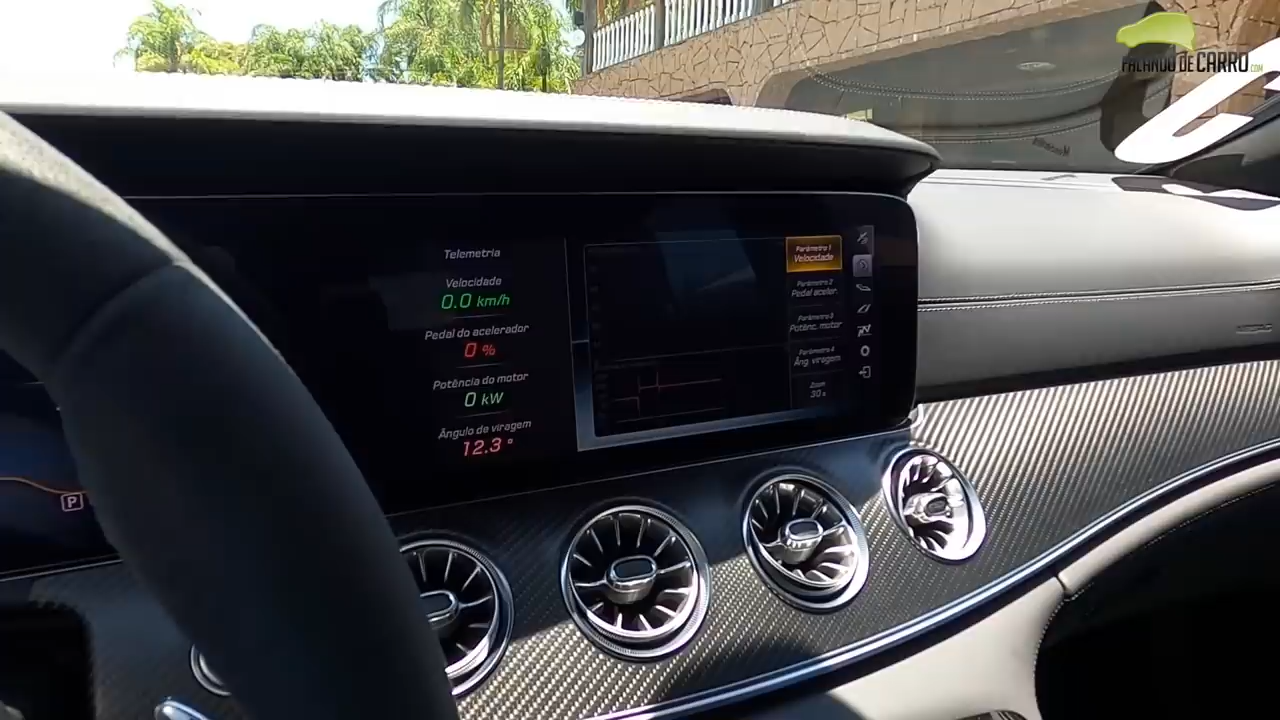 FALANDO DE CARRO.COM
Telemetria
Velocidade
0.0 km/h
Pedal do acelerador
0 %
Potência do motor
0 kW
Ângulo de viragem
12.3 °
Parâmetro 1
Velocidade
Parâmetro 2
Pedal aceler.
Parâmetro 3
Potênc. motor
Parâmetro 4
Âng. viragem
Zoom
30 s
P